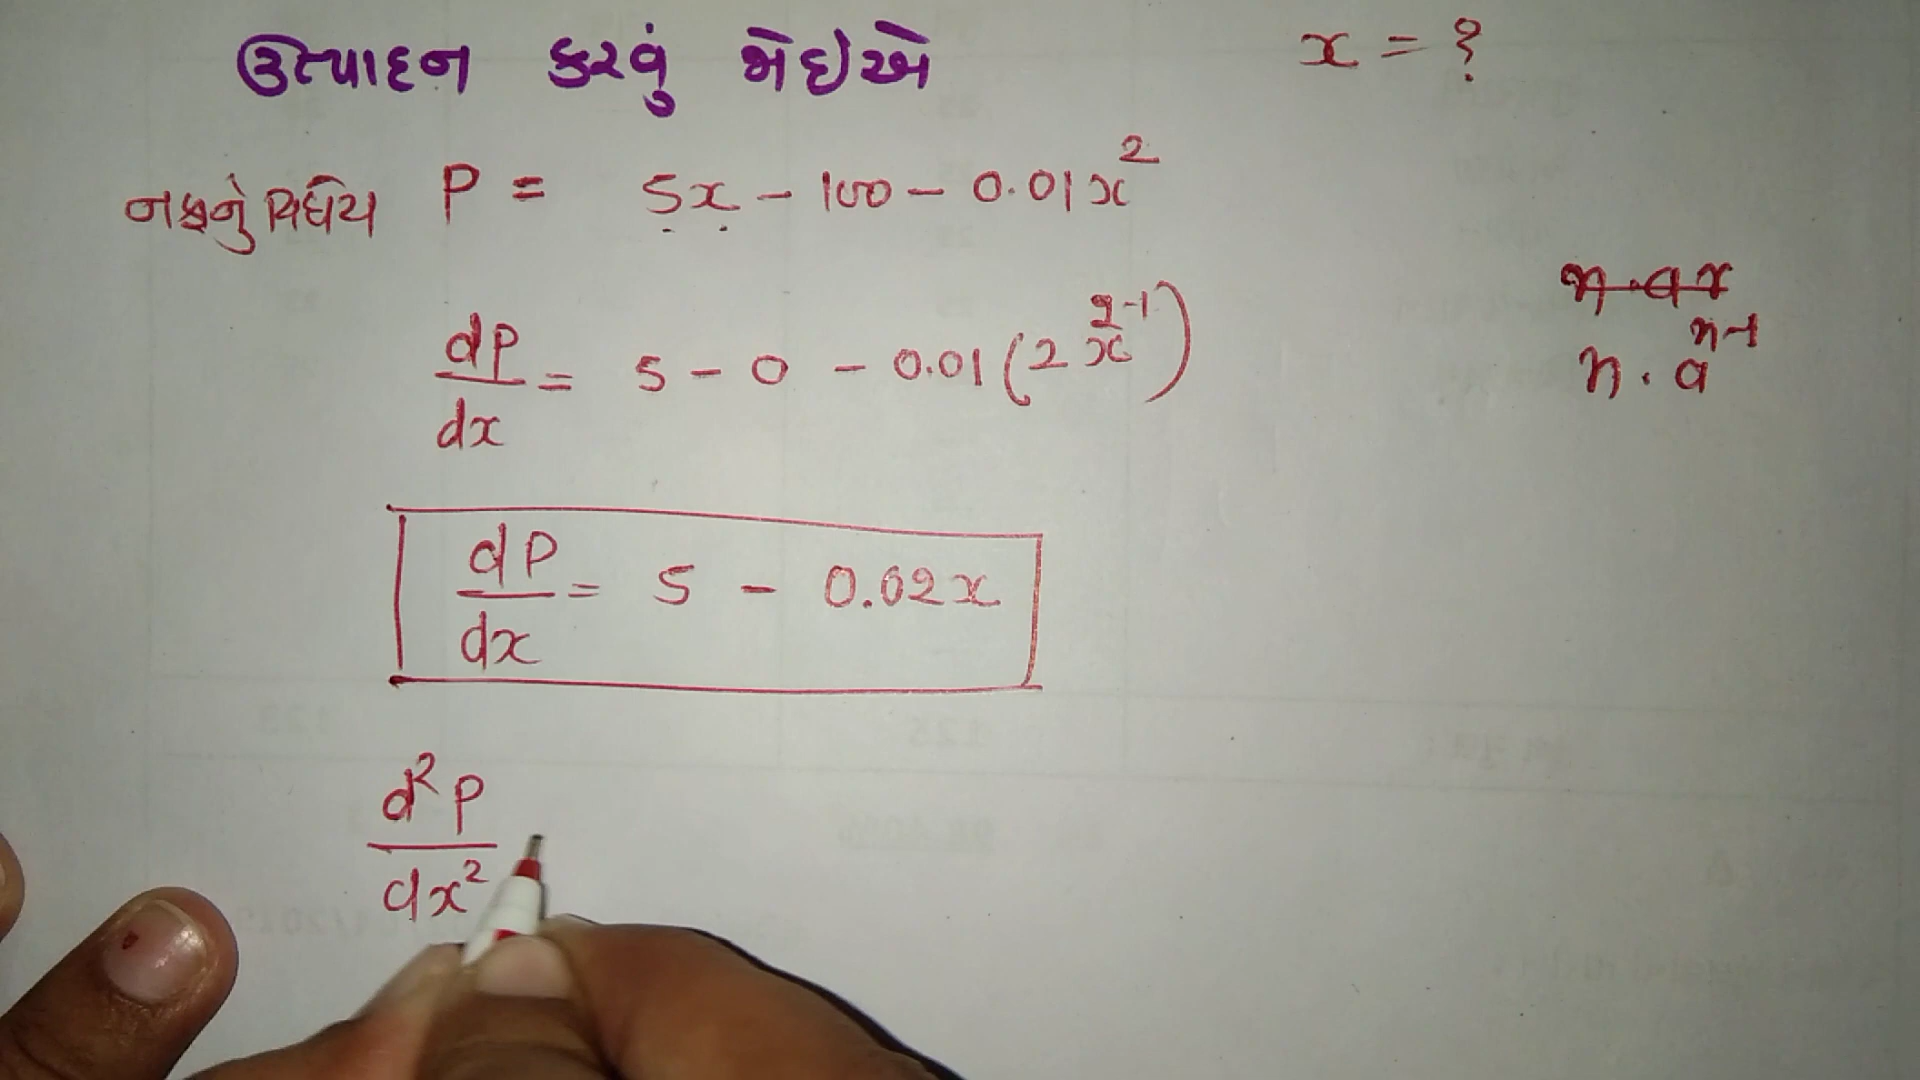 ઉત્પાદન કરવું જોઈએ
x = ?
નફાનું વિધેય P = 5x - 100 - 0.01x²
dP/dx = 5 - 0 - 0.01(2x²⁻¹)
n·a x
n·aⁿ⁻¹
dP/dx = 5 - 0.02x
d²P/dx²